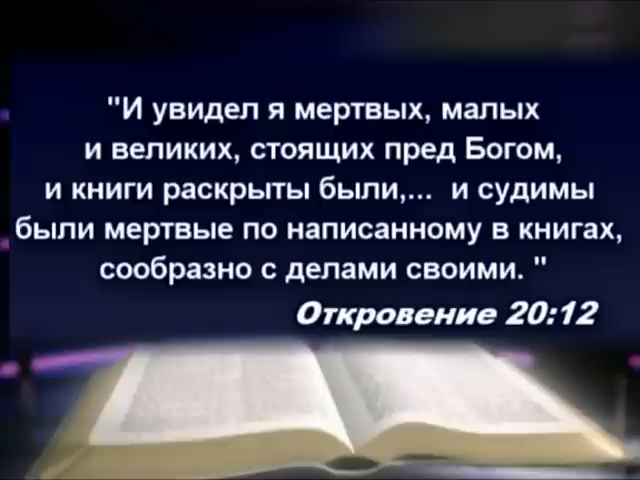 "И увидел я мертвых, малых
и великих, стоящих пред Богом,
и книги раскрыты были,... и судимы
были мертвые по написанному в книгах,
сообразно с делами своими. "
Откровение 20:12